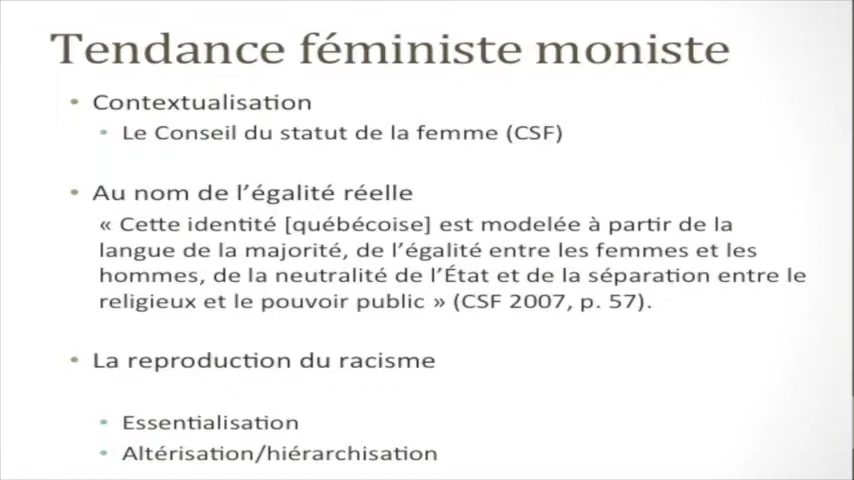 Tendance féministe moniste
• Contextualisation
• Le Conseil du statut de la femme (CSF)
• Au nom de l'égalité réelle
« Cette identité [québécoise] est modelée à partir de la
langue de la majorité, de l'égalité entre les femmes et les
hommes, de la neutralité de l'État et de la séparation entre le
religieux et le pouvoir public » (CSF 2007, p. 57).
• La reproduction du racisme
• Essentialisation
• Altérisation/hiérarchisation